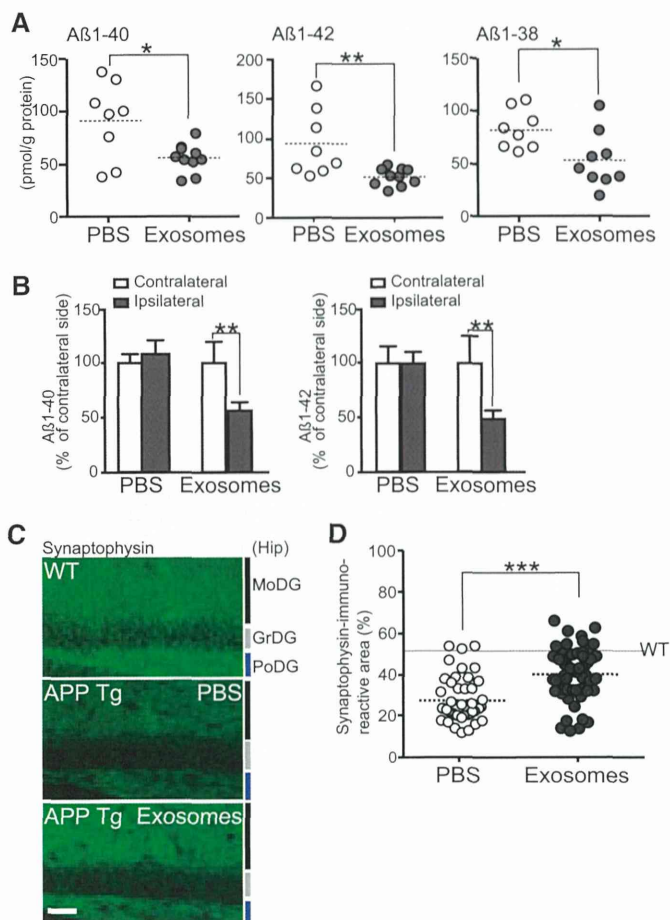 A
Aß1-40
Aß1-42
Aß1-38
(pmol/g protein)
150
100
50
0
*
PBS Exosomes
200
150
100
50
0
**
PBS Exosomes
150
100
50
0
*
PBS Exosomes
B
Contralateral
Ipsilateral
Aß1-40
(% of contralateral side)
150
100
50
0
**
PBS Exosomes
Contralateral
Ipsilateral
Aß1-42
(% of contralateral side)
150
100
50
0
**
PBS Exosomes
C
Synaptophysin (Hip)
WT
MoDG
GrDG
PoDG
APP Tg PBS
APP Tg Exosomes
D
Synaptophysin-immuno-
reactive area (%)
100
80
60
40
20
0
***
WT
PBS Exosomes